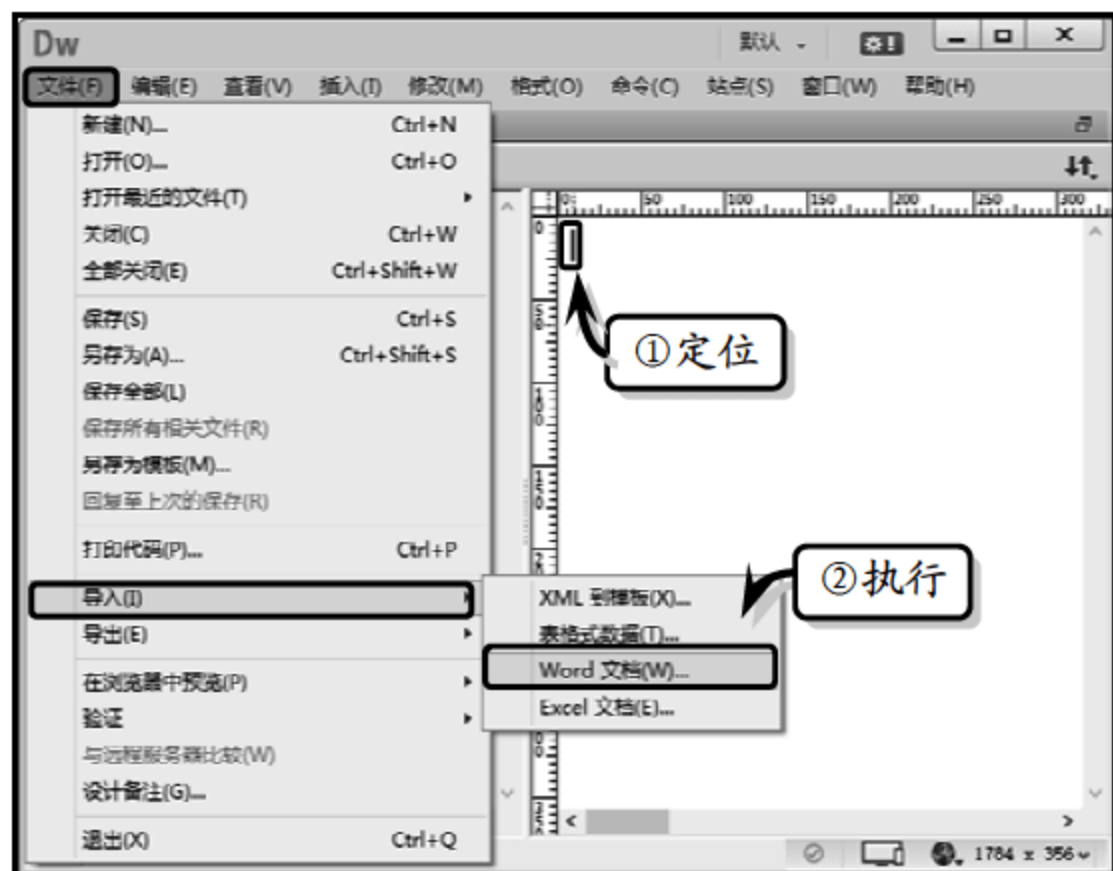 Dw 默认
文件(F) 编辑(E) 查看(V) 插入(I) 修改(M) 格式(O) 命令(C) 站点(S) 窗口(W) 帮助(H)
新建(N)... Ctrl+N
打开(O)... Ctrl+O
打开最近的文件(T)
关闭(C) Ctrl+W
全部关闭(E) Ctrl+Shift+W
保存(S) Ctrl+S
另存为(A)... Ctrl+Shift+S
保存全部(L)
保存所有相关文件(R)
另存为模板(M)...
回复至上次的保存(R)
打印代码(P)... Ctrl+P
导入(I)
导出(E)
在浏览器中预览(P)
验证
与远程服务器比较(W)
设计备注(G)...
退出(X) Ctrl+Q
XML 到模板(X)...
表格式数据(T)...
Word 文档(W)...
Excel 文档(E)...
0 50 100 150 200 250 300
①定位
②执行
1784 x 356